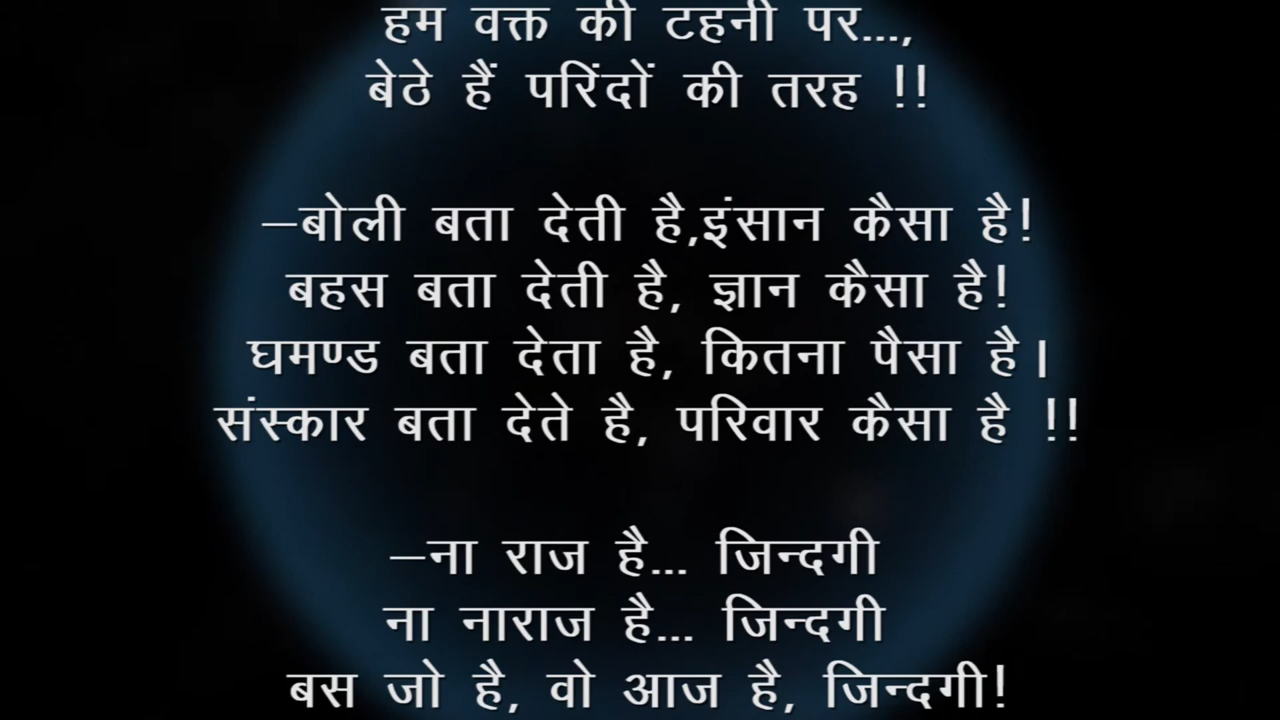 हम वक्त की टहनी पर...,
बेठे हैं परिंदों की तरह !!
–बोली बता देती है,इंसान कैसा है!
बहस बता देती है, ज्ञान कैसा है!
घमण्ड बता देता है, कितना पैसा है।
संस्कार बता देते है, परिवार कैसा है !!
–ना राज है... जिन्दगी
ना नाराज है... जिन्दगी
बस जो है, वो आज है, जिन्दगी!